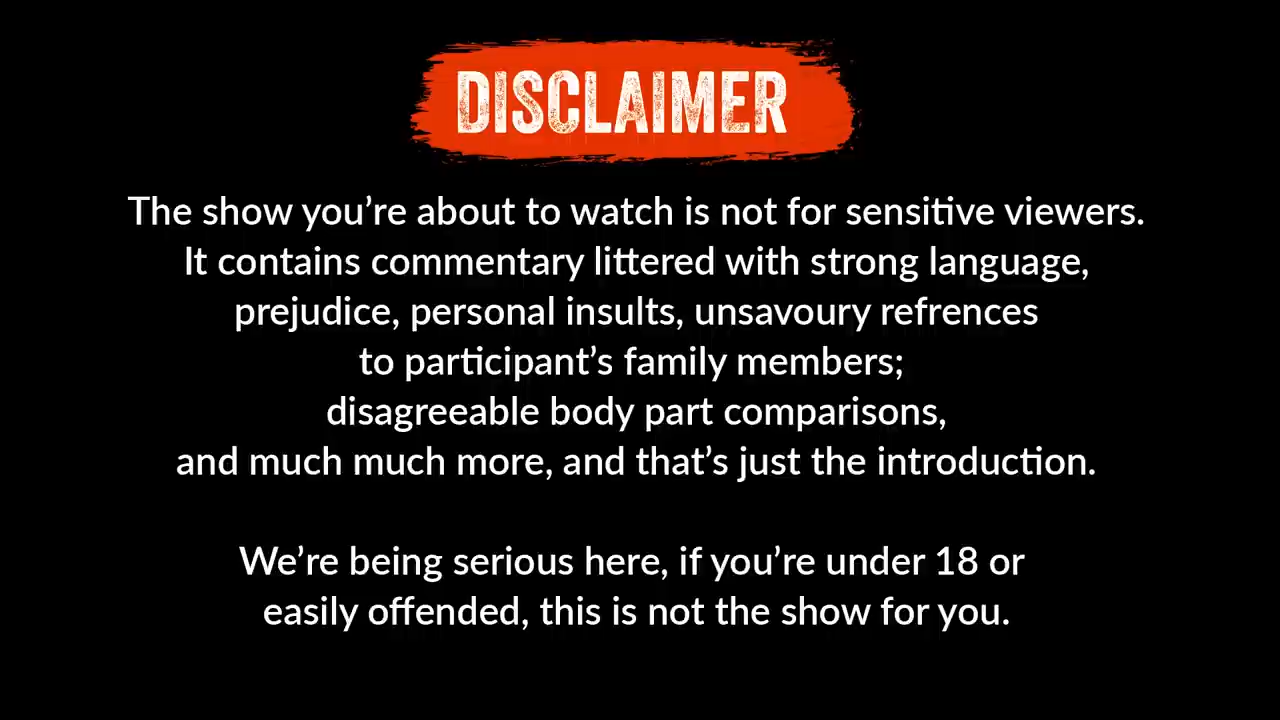 DISCLAIMER
The show you’re about to watch is not for sensitive viewers.
It contains commentary littered with strong language,
prejudice, personal insults, unsavoury refrences
to participant’s family members;
disagreeable body part comparisons,
and much much more, and that’s just the introduction.
We’re being serious here, if you’re under 18 or
easily offended, this is not the show for you.